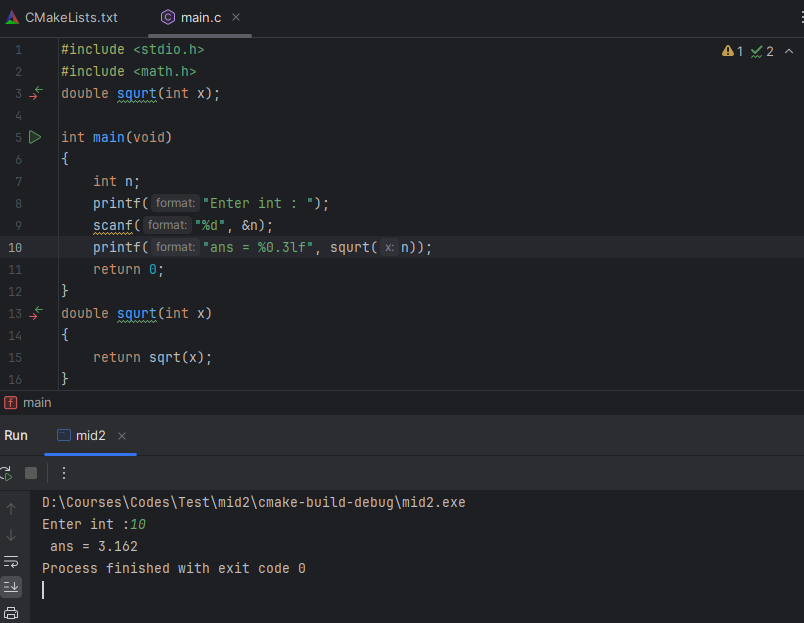 CMakeLists.txt
main.c
1 #include <stdio.h>
2 #include <math.h>
3 double squrt(int x);
4
5 int main(void)
6 {
7 int n;
8 printf( format: "Enter int : ");
9 scanf( format: "%d", &n);
10 printf( format: "ans = %0.3lf", squrt( x: n));
11 return 0;
12 }
13 double squrt(int x)
14 {
15 return sqrt(x);
16 }
1 2
f main
Run mid2
D:\Courses\Codes\Test\mid2\cmake-build-debug\mid2.exe
Enter int :10
ans = 3.162
Process finished with exit code 0